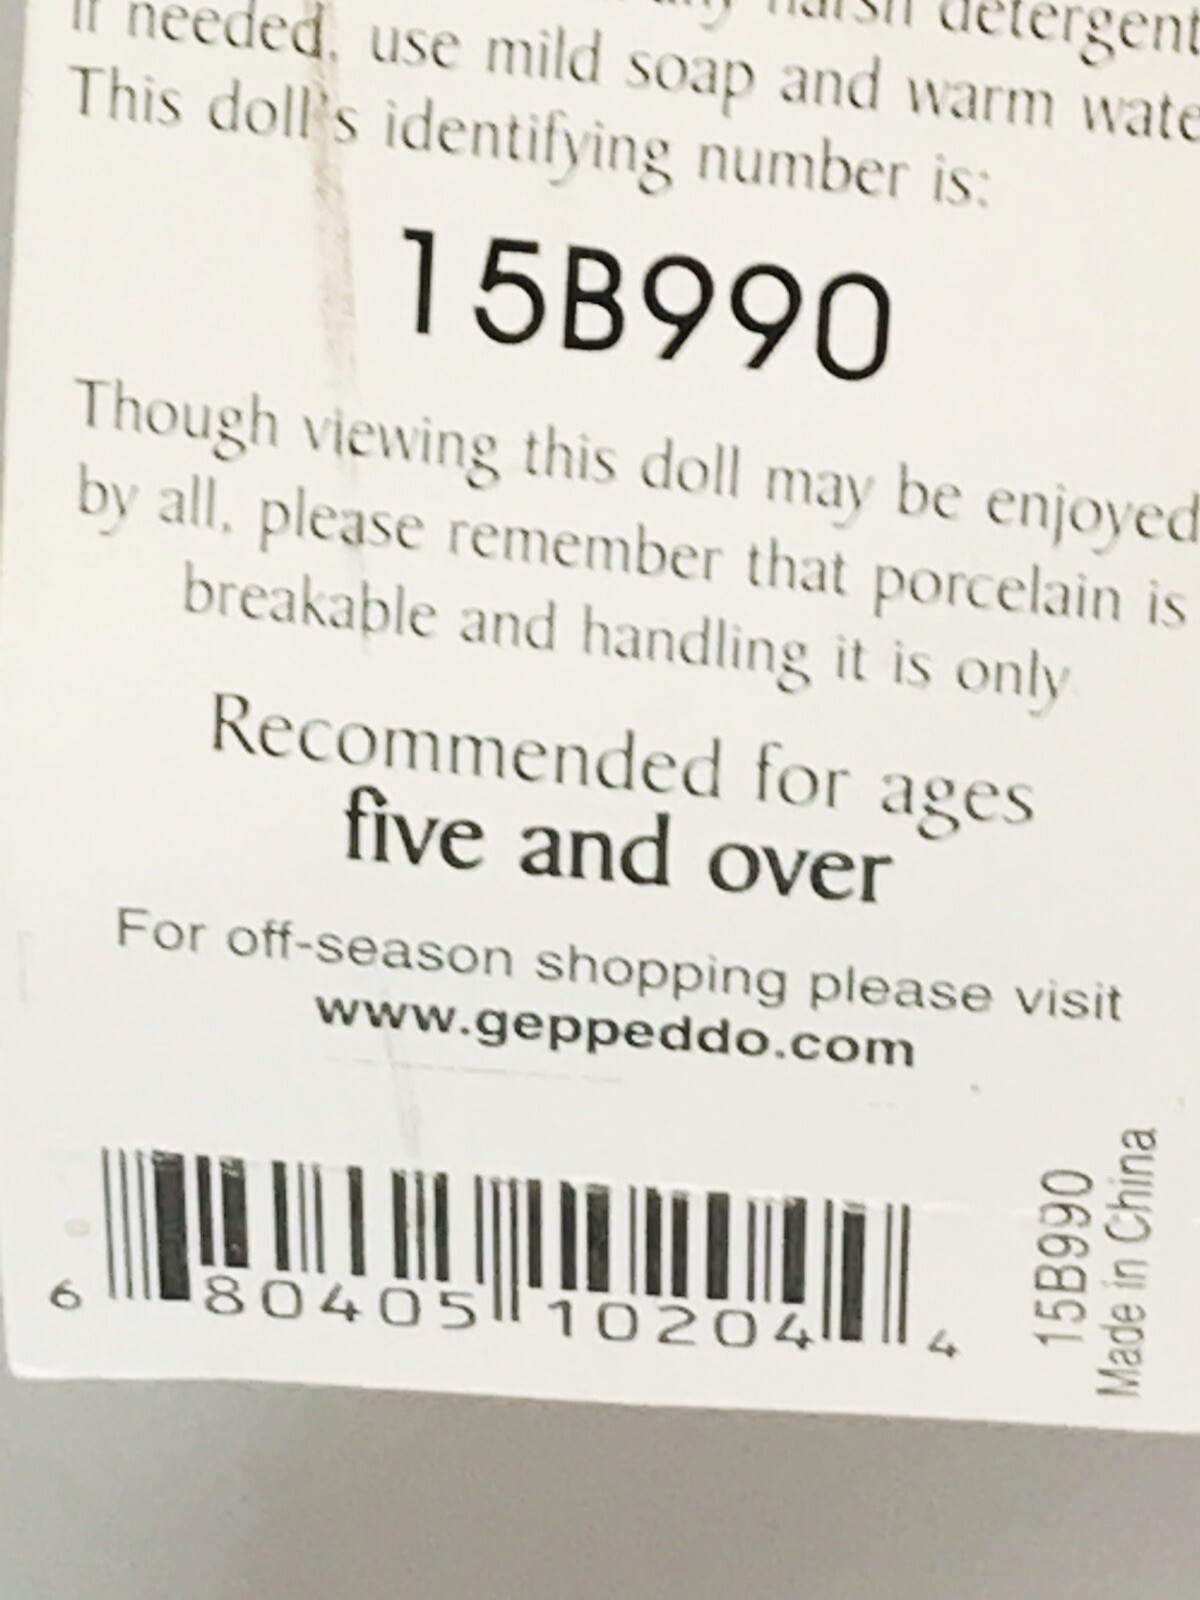 harsh detergent
If needed, use mild soap and warm wate
This doll's identifying number is:
15B990
Though viewing this doll may be enjoyed
by all, please remember that porcelain is
breakable and handling it is only
Recommended for ages
five and over
For off-season shopping please visit
www.geppeddo.com
6 80405 10204 4
15B990
Made in China